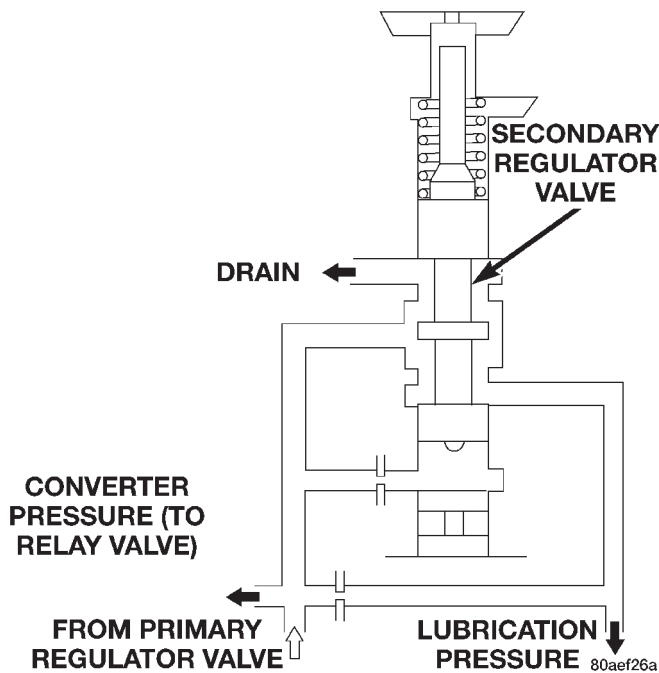 SECONDARY
REGULATOR
VALVE
DRAIN
CONVERTER
PRESSURE (TO
RELAY VALVE)
FROM PRIMARY
REGULATOR VALVE
LUBRICATION
PRESSURE
80aef26a